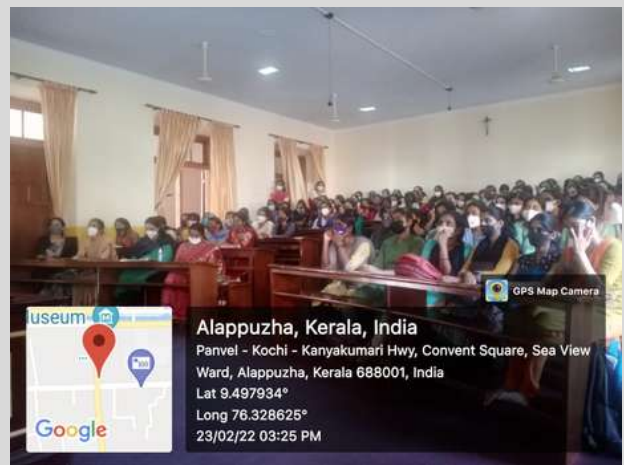 GPS Map Camera
useum
Google
Alappuzha, Kerala, India
Panvel - Kochi - Kanyakumari Hwy, Convent Square, Sea View
Ward, Alappuzha, Kerala 688001, India
Lat 9.497934°
Long 76.328625°
23/02/22 03:25 PM